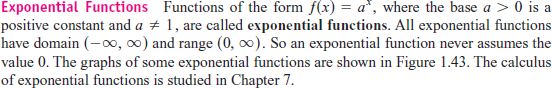 Exponential Functions Functions of the form f(x) = aˣ, where the base a > 0 is a
positive constant and a ≠ 1, are called exponential functions. All exponential functions
have domain (−∞, ∞) and range (0, ∞). So an exponential function never assumes the
value 0. The graphs of some exponential functions are shown in Figure 1.43. The calculus
of exponential functions is studied in Chapter 7.